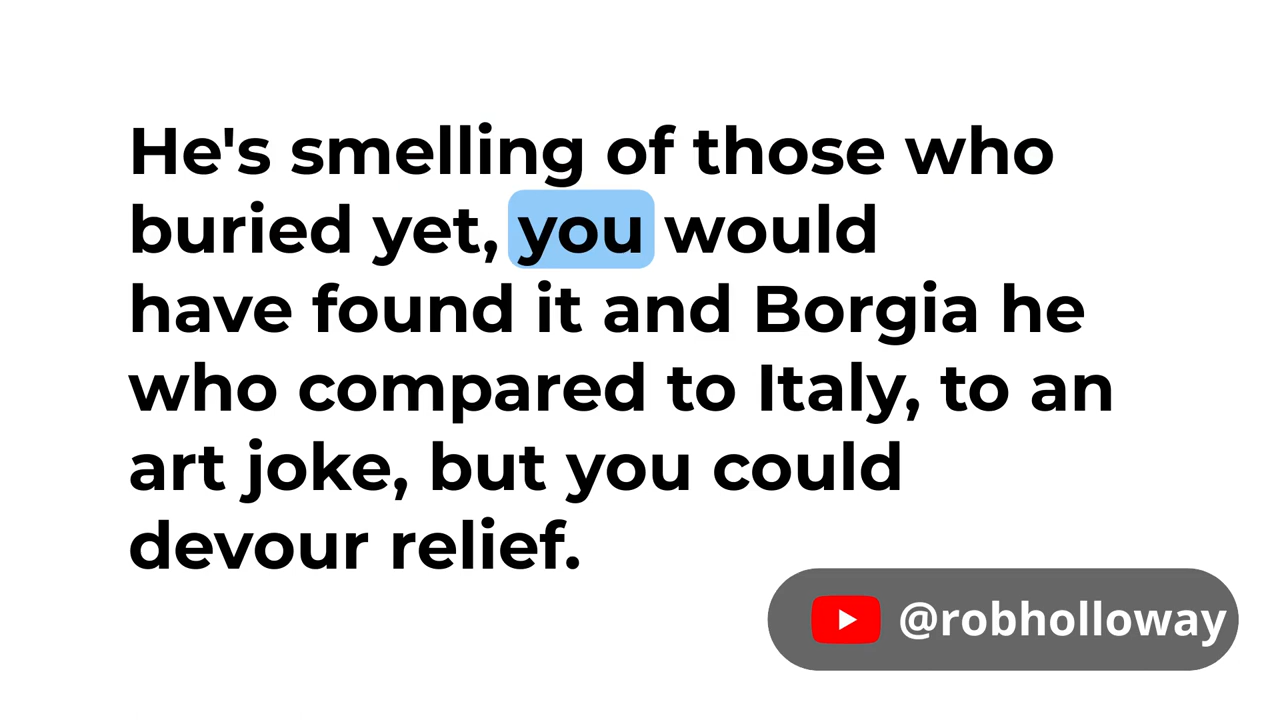 He's smelling of those who
buried yet, you would
have found it and Borgia he
who compared to Italy, to an
art joke, but you could
devour relief.
@robholloway